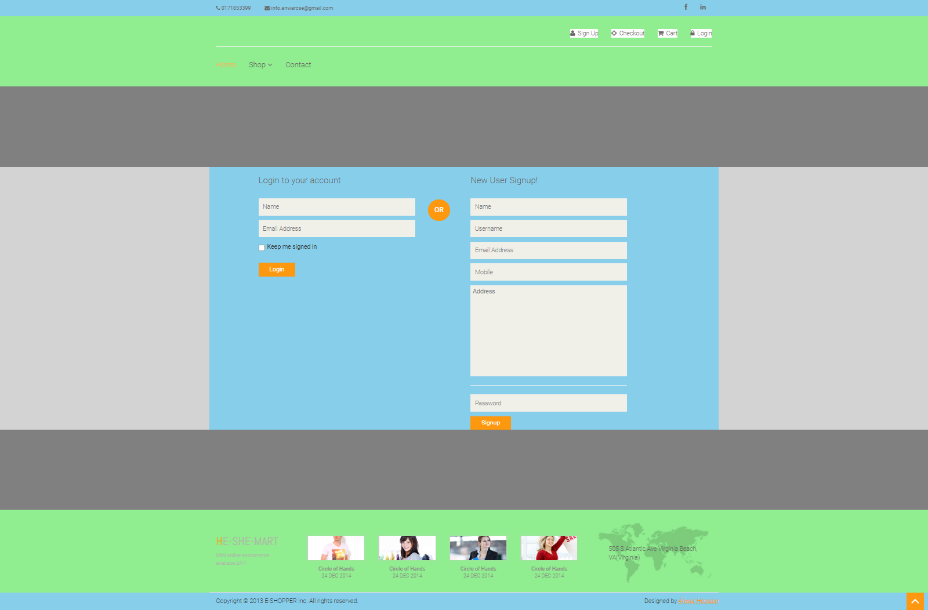 8171853399 info.anwarose@gmail.com
Sign Up Checkout Cart Login
Home Shop Contact
Login to your account
Name
Email Address
Keep me signed in
Login
OR
New User Signup!
Name
Username
Email Address
Mobile
Address
Password
Signup
HE-SHE-MART
Circle of Hands
24 DEC 2014
Circle of Hands
24 DEC 2014
Circle of Hands
24 DEC 2014
Circle of Hands
24 DEC 2014
505 S Atlantic Ave Virginia Beach,
VA(Virginia)
Copyright © 2013 E-SHOPPER Inc. All rights reserved.
Designed by